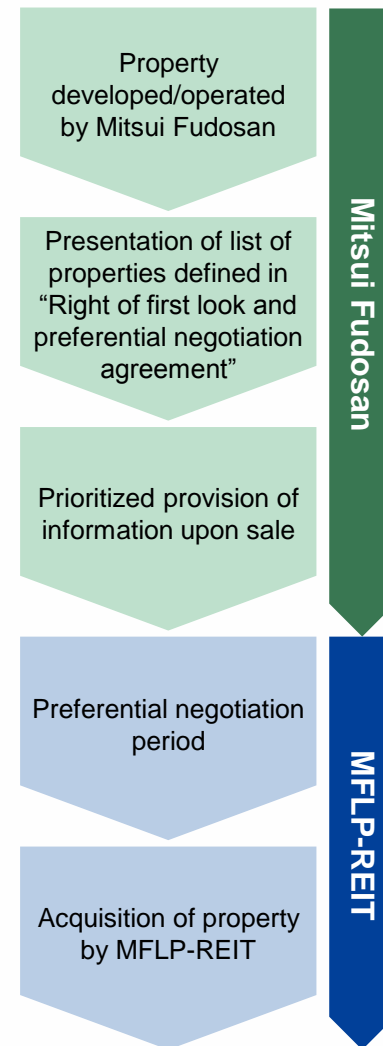 Property
developed/operated
by Mitsui Fudosan
Presentation of list of
properties defined in
“Right of first look and
preferential negotiation
agreement”
Prioritized provision of
information upon sale
Mitsui Fudosan
Preferential negotiation
period
Acquisition of property
by MFLP-REIT
MFLP-REIT